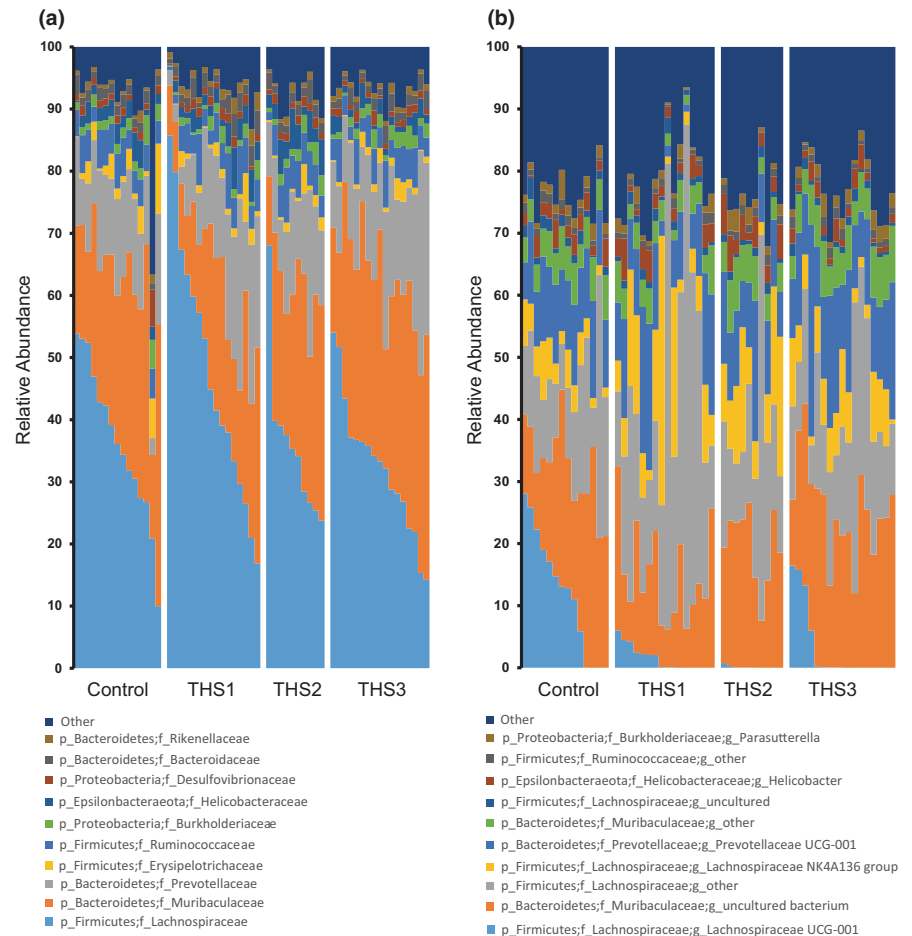 (a)
100
90
80
70
60
50
40
30
20
10
0
Relative Abundance
Control THS1 THS2 THS3
Other
p_Bacteroidetes;f_Rikenellaceae
p_Bacteroidetes;f_Bacteroidaceae
p_Proteobacteria;f_Desulfovibrionaceae
p_Epsilonbacteraeota;f_Helicobacteraceae
p_Proteobacteria;f_Burkholderiaceæ
p_Firmicutes;f_Ruminococcaceae
p_Firmicutes;f_Erysipelotrichaceae
p_Bacteroidetes;f_Prevotellaceae
p_Bacteroidetes;f_Muribaculaceae
p_Firmicutes;f_Lachnospiraceae
(b)
100
90
80
70
60
50
40
30
20
10
0
Relative Abundance
Control THS1 THS2 THS3
Other
p_Proteobacteria;f_Burkholderiaceae;g_Parasutterella
p_Firmicutes;f_Ruminococcaceae;g_other
p_Epsilonbacteraeota;f_Helicobacteraceae;g_Helicobacter
p_Firmicutes;f_Lachnospiraceae;g_uncultured
p_Bacteroidetes;f_Muribaculaceae;g_other
p_Bacteroidetes;f_Prevotellaceae;g_Prevotellaceae UCG-001
p_Firmicutes;f_Lachnospiraceae;g_Lachnospiraceae NK4A136 group
p_Firmicutes;f_Lachnospiraceae;g_other
p_Bacteroidetes;f_Muribaculaceae;g_uncultured bacterium
p_Firmicutes;f_Lachnospiraceae;g_Lachnospiraceae UCG-001